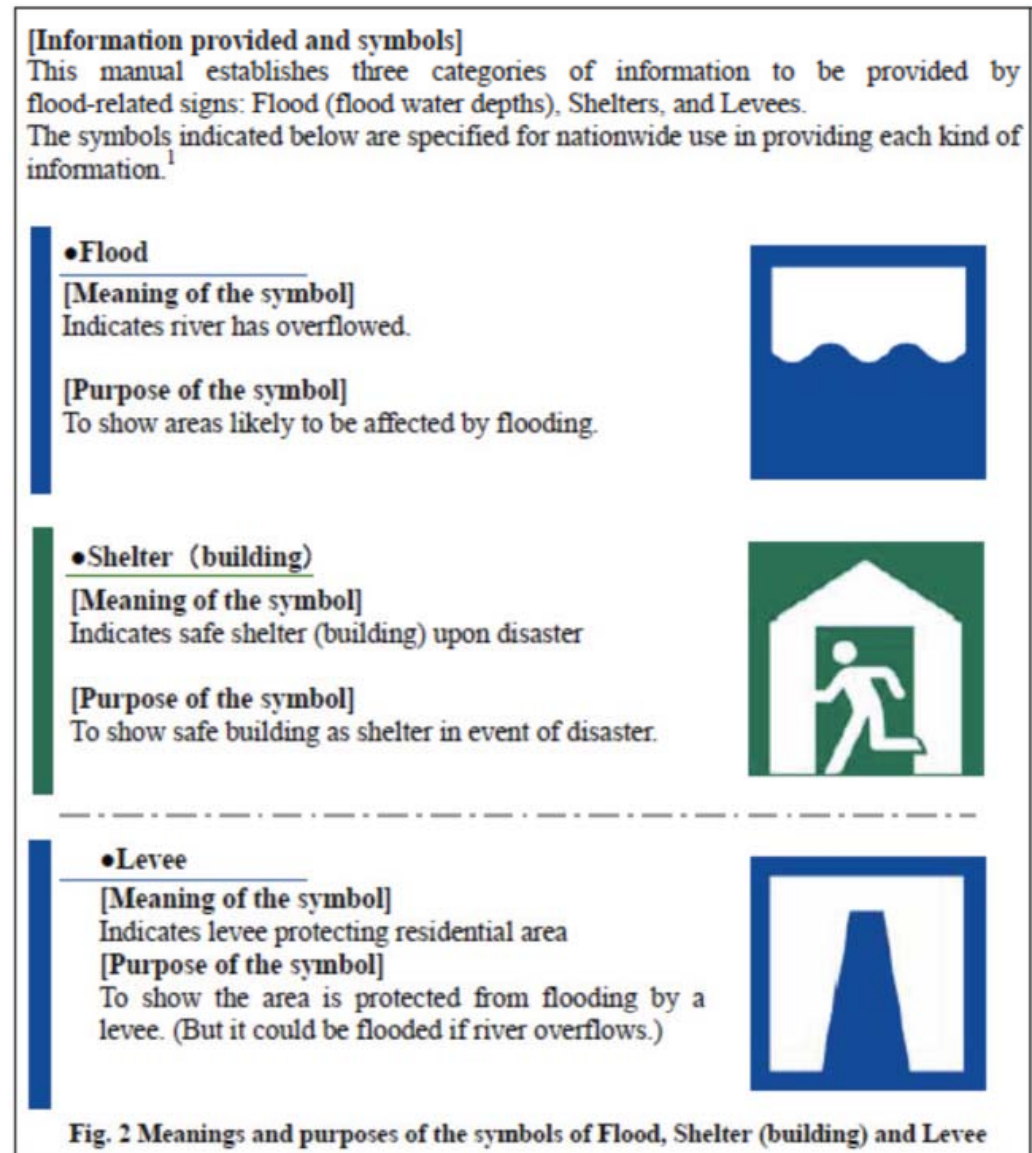 [Information provided and symbols]
This manual establishes three categories of information to be provided by
flood-related signs: Flood (flood water depths), Shelters, and Levees.
The symbols indicated below are specified for nationwide use in providing each kind of
information.1
●Flood
[Meaning of the symbol]
Indicates river has overflowed.
[Purpose of the symbol]
To show areas likely to be affected by flooding.
●Shelter（building）
[Meaning of the symbol]
Indicates safe shelter (building) upon disaster
[Purpose of the symbol]
To show safe building as shelter in event of disaster.
●Levee
[Meaning of the symbol]
Indicates levee protecting residential area
[Purpose of the symbol]
To show the area is protected from flooding by a
levee. (But it could be flooded if river overflows.)
Fig. 2 Meanings and purposes of the symbols of Flood, Shelter (building) and Levee